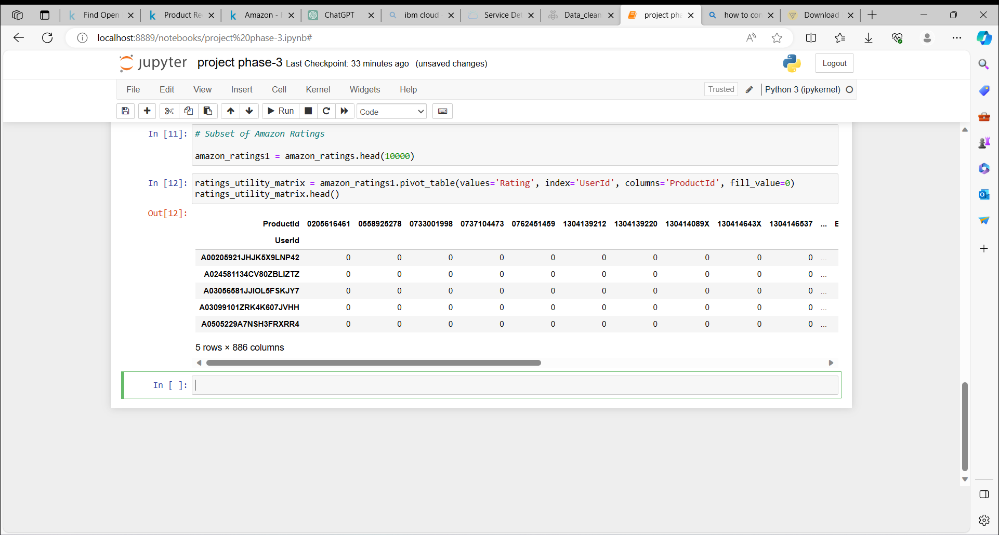 Find Open
Product Re
Amazon - 
ChatGPT
ibm cloud
Service Det
Data_clean
project pha
how to con
Download
localhost:8889/notebooks/project%20phase-3.ipynb#
jupyter project phase-3 Last Checkpoint: 33 minutes ago (unsaved changes)
Logout
File Edit View Insert Cell Kernel Widgets Help
Trusted Python 3 (ipykernel)
Run Code
In [11]: # Subset of Amazon Ratings
amazon_ratings1 = amazon_ratings.head(10000)
In [12]: ratings_utility_matrix = amazon_ratings1.pivot_table(values='Rating', index='UserId', columns='ProductId', fill_value=0)
ratings_utility_matrix.head()
Out[12]:
ProductId 0205616461 0558925278 0733001998 0737104473 0762451459 1304139212 1304139220 130414089X 130414643X 1304146537 ... E
UserId
A00205921JHJK5X9LNP42 0 0 0 0 0 0 0 0 0 0 ...
A024581134CV80ZBLIZTZ 0 0 0 0 0 0 0 0 0 0 ...
A03056581JJIOL5FSKJY7 0 0 0 0 0 0 0 0 0 0 ...
A03099101ZRK4K607JVHH 0 0 0 0 0 0 0 0 0 0 ...
A0505229A7NSH3FRXRR4 0 0 0 0 0 0 0 0 0 0 ...
5 rows × 886 columns
In [ ]: